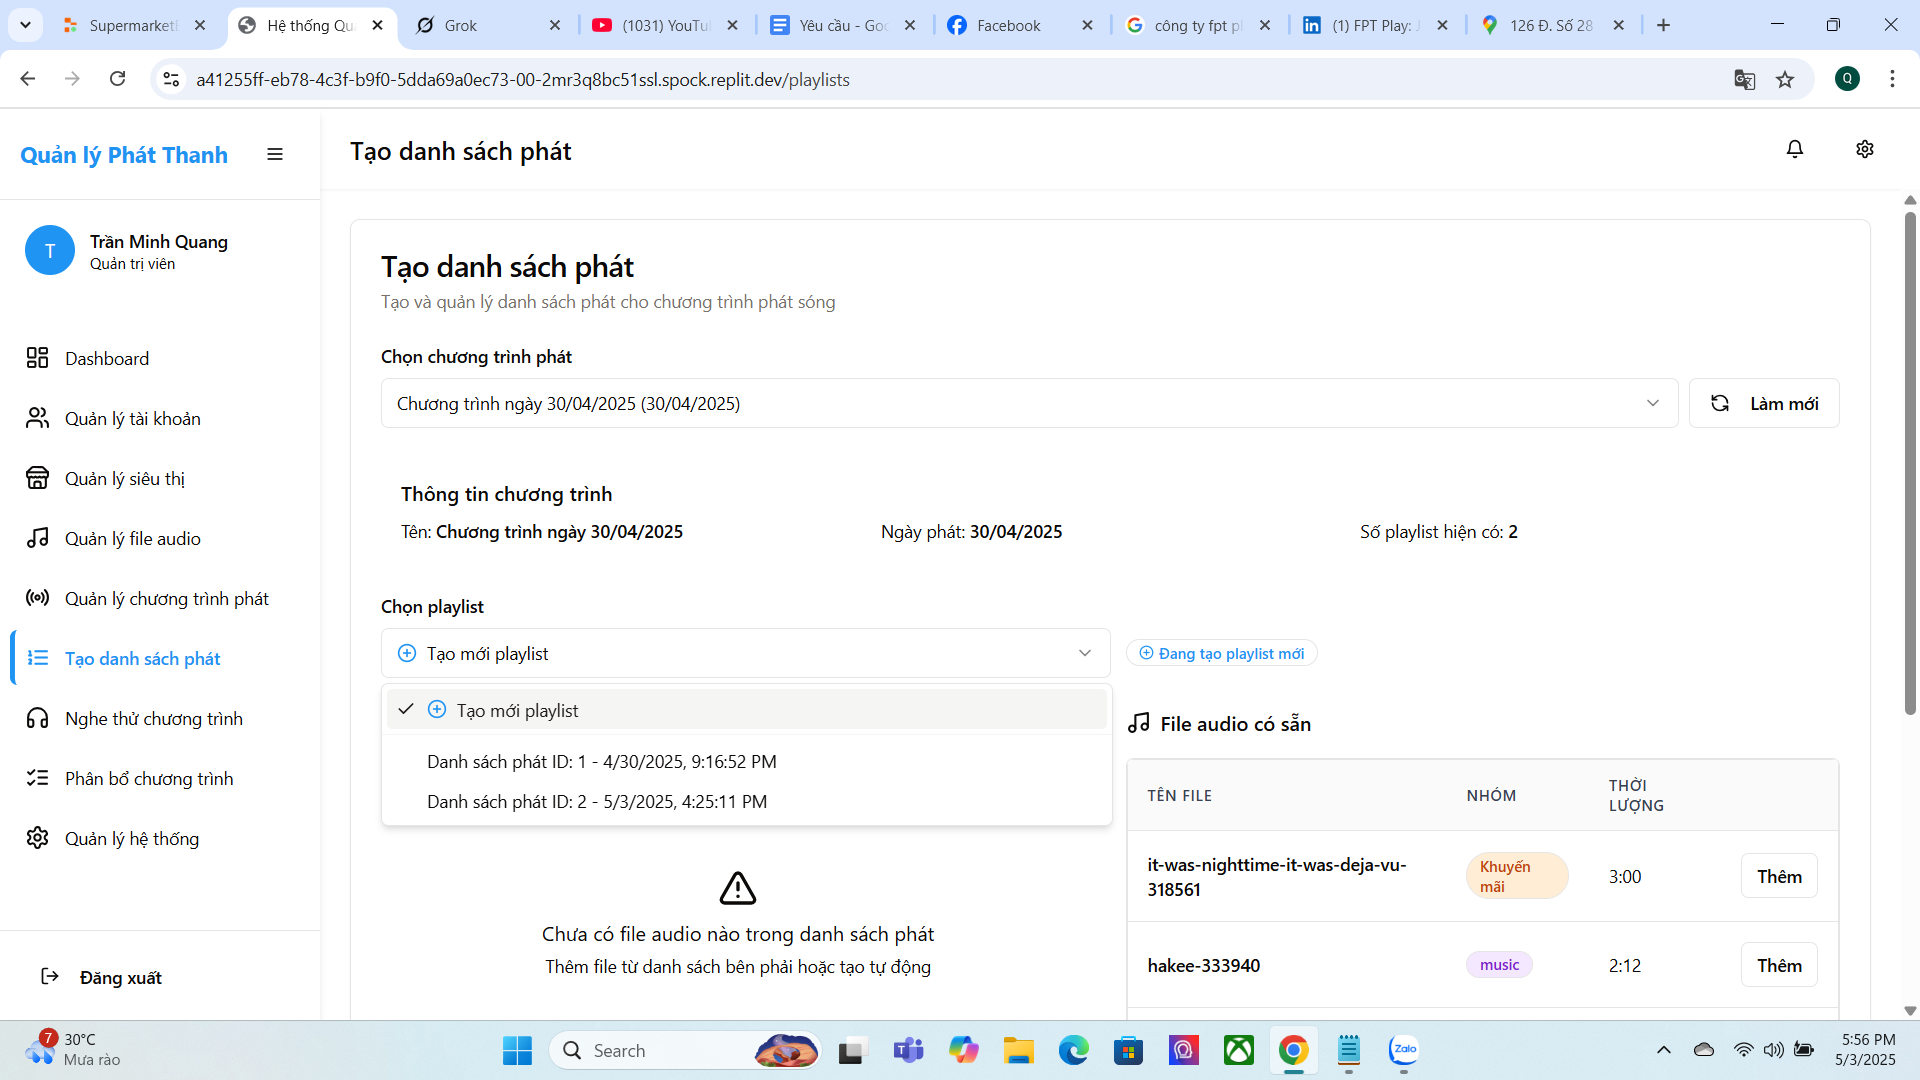 Supermarketl
Hệ thống Qu
Grok
(1031) YouTu
Yêu cầu - Goo
Facebook
công ty fpt pl
(1) FPT Play: J
126 Đ. Số 28
a41255ff-eb78-4c3f-b9f0-5dda69a0ec73-00-2mr3q8bc51ssl.spock.replit.dev/playlists
Q
Quản lý Phát Thanh
Tạo danh sách phát
T
Trần Minh Quang
Quản trị viên
Dashboard
Quản lý tài khoản
Quản lý siêu thị
Quản lý file audio
Quản lý chương trình phát
Tạo danh sách phát
Nghe thử chương trình
Phân bổ chương trình
Quản lý hệ thống
Đăng xuất
Tạo danh sách phát
Tạo và quản lý danh sách phát cho chương trình phát sóng
Chọn chương trình phát
Chương trình ngày 30/04/2025 (30/04/2025)
Làm mới
Thông tin chương trình
Tên: Chương trình ngày 30/04/2025
Ngày phát: 30/04/2025
Số playlist hiện có: 2
Chọn playlist
Tạo mới playlist
Đang tạo playlist mới
Tạo mới playlist
Danh sách phát ID: 1 - 4/30/2025, 9:16:52 PM
Danh sách phát ID: 2 - 5/3/2025, 4:25:11 PM
Chưa có file audio nào trong danh sách phát
Thêm file từ danh sách bên phải hoặc tạo tự động
File audio có sẵn
TÊN FILE
NHÓM
THỜI
LƯỢNG
it-was-nighttime-it-was-deja-vu-
318561
Khuyến
mãi
3:00
Thêm
hakee-333940
music
2:12
Thêm
7
30°C
Mưa rào
Search
Zalo
5:56 PM
5/3/2025